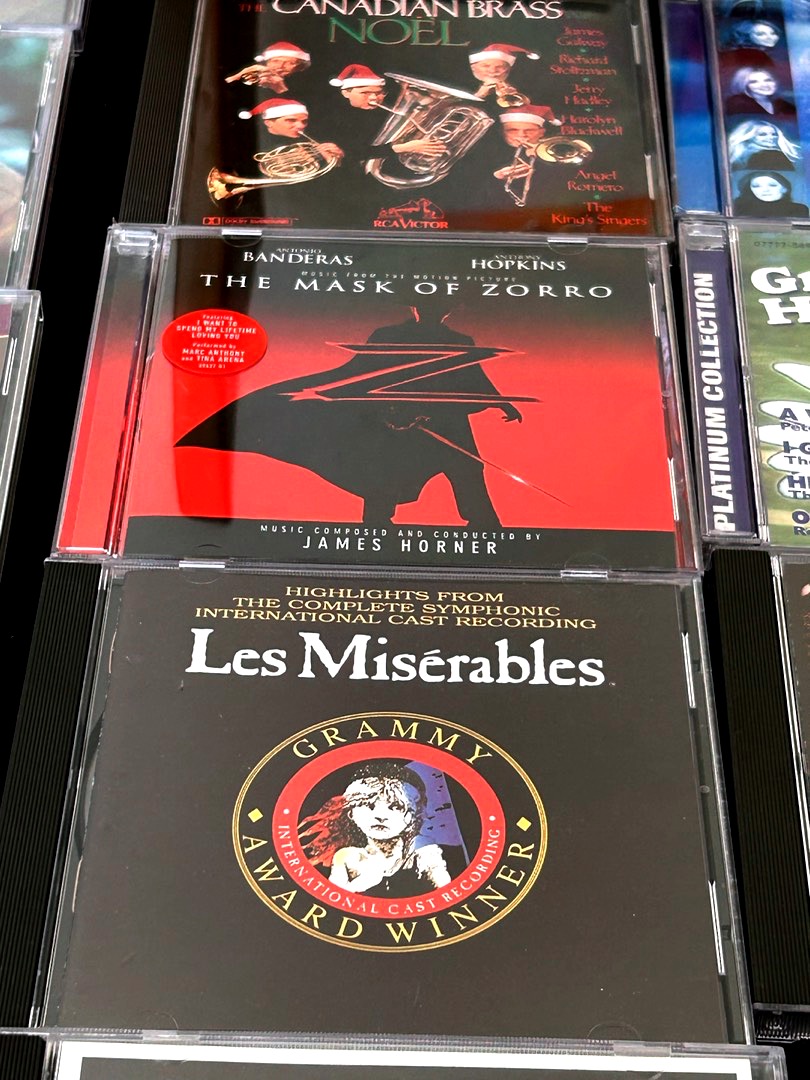 THE CANADIAN BRASS
NOËL
James
Galway
Richard
Stoltzman
Jerry
Hadley
Harolyn
Blackwell
Angel
Romero
The
King's Singers
RCA VICTOR
ANTONIO
BANDERAS
ANTHONY
HOPKINS
MUSIC FROM THE MOTION PICTURE
THE MASK OF ZORRO
Featuring
I WANT TO
SPEND MY LIFETIME
LOVING YOU
Performed by
MARC ANTHONY
and TINA ARENA
Z
MUSIC COMPOSED AND CONDUCTED BY
JAMES HORNER
PLATINUM COLLECTION
HIGHLIGHTS FROM
THE COMPLETE SYMPHONIC
INTERNATIONAL CAST RECORDING
Les Misérables
GRAMMY
AWARD WINNER
INTERNATIONAL CAST RECORDING